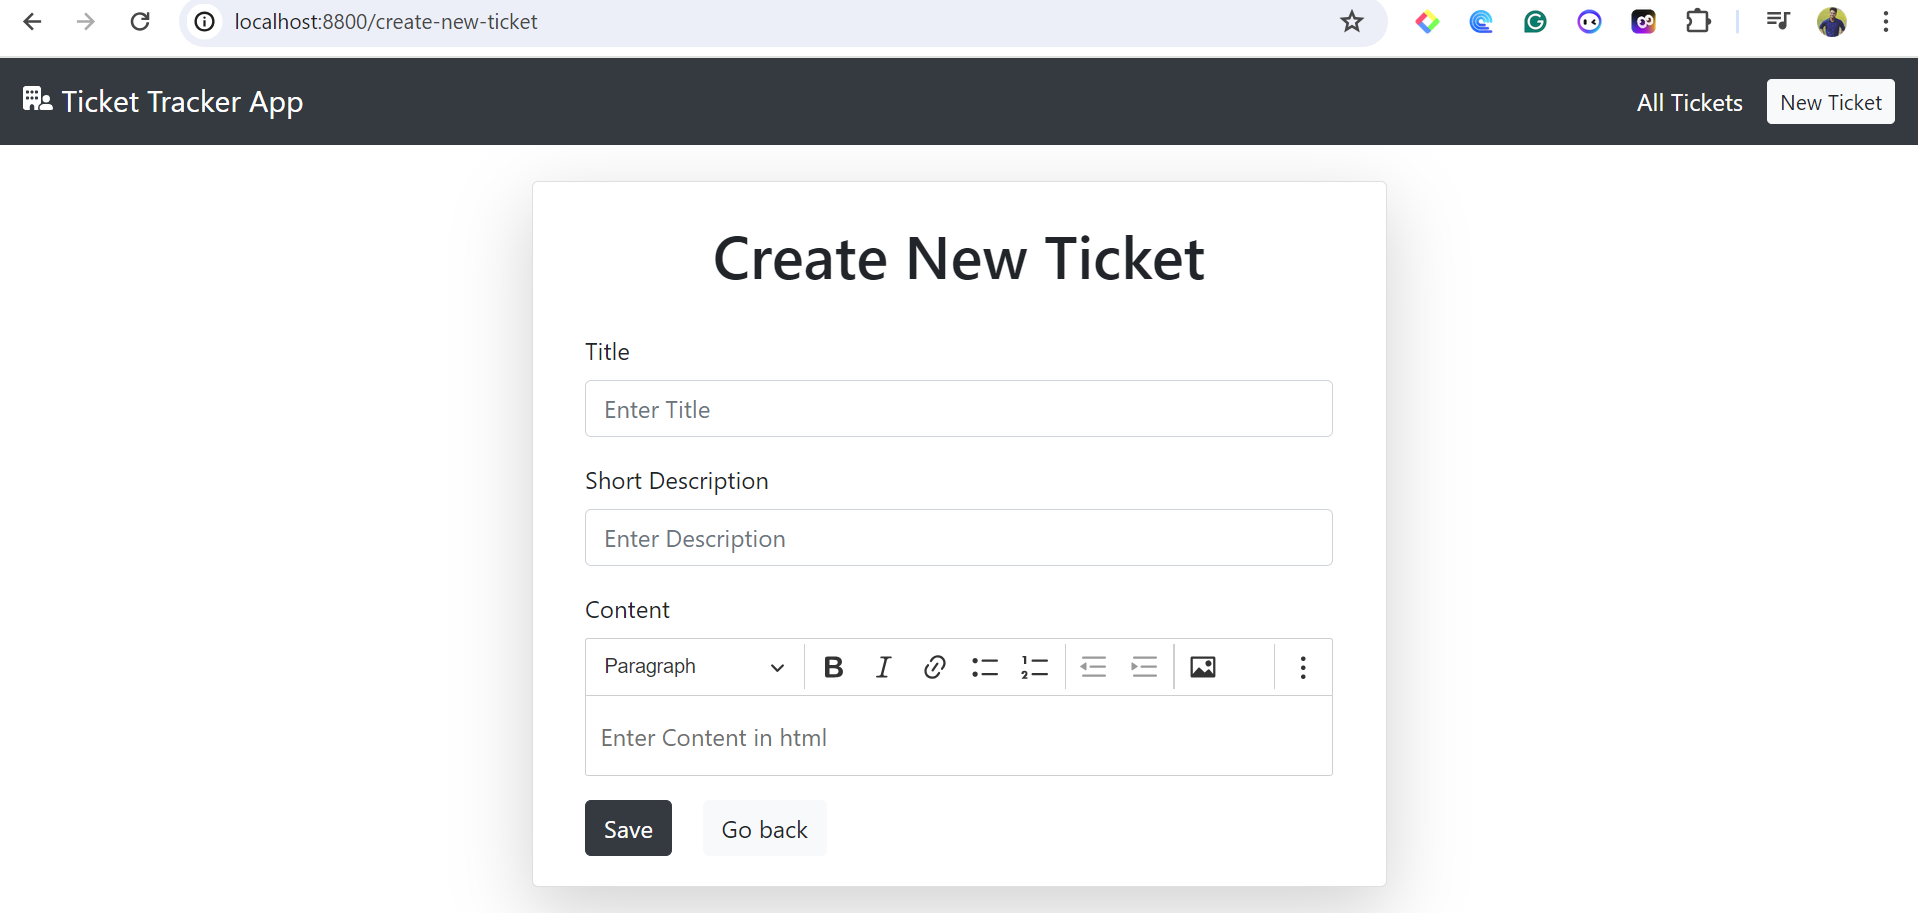 localhost:8800/create-new-ticket
Ticket Tracker App
All Tickets
New Ticket
Create New Ticket
Title
Enter Title
Short Description
Enter Description
Content
Paragraph
Enter Content in html
Save
Go back